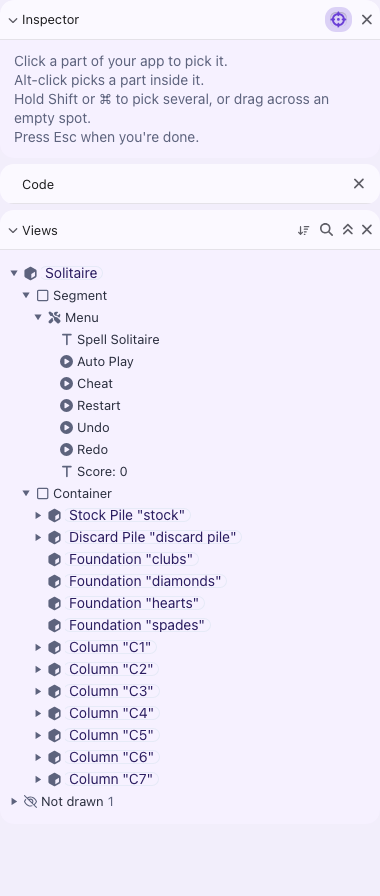 Inspector
Click a part of your app to pick it.
Alt-click picks a part inside it.
Hold Shift or ⌘ to pick several, or drag across an
empty spot.
Press Esc when you're done.
Code
Views
Solitaire
Segment
Menu
Spell Solitaire
Auto Play
Cheat
Restart
Undo
Redo
Score: 0
Container
Stock Pile "stock"
Discard Pile "discard pile"
Foundation "clubs"
Foundation "diamonds"
Foundation "hearts"
Foundation "spades"
Column "C1"
Column "C2"
Column "C3"
Column "C4"
Column "C5"
Column "C6"
Column "C7"
Not drawn 1